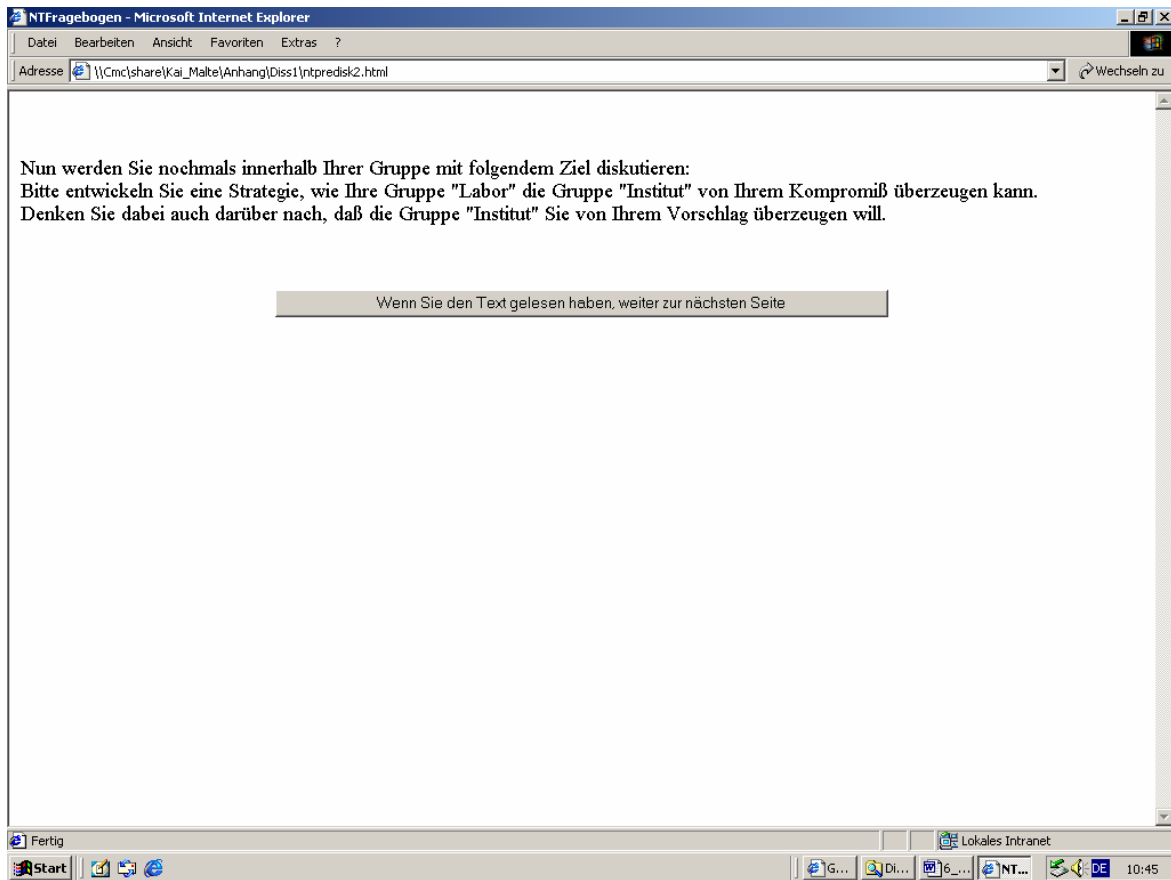 NTFragebogen - Microsoft Internet Explorer
Datei Bearbeiten Ansicht Favoriten Extras ?
Adresse \\Cmc\share\Kai_Malte\Anhang\Diss1\ntpredisk2.html Wechseln zu
Nun werden Sie nochmals innerhalb Ihrer Gruppe mit folgendem Ziel diskutieren:
Bitte entwickeln Sie eine Strategie, wie Ihre Gruppe "Labor" die Gruppe "Institut" von Ihrem Kompromiß überzeugen kann.
Denken Sie dabei auch darüber nach, daß die Gruppe "Institut" Sie von Ihrem Vorschlag überzeugen will.
Wenn Sie den Text gelesen haben, weiter zur nächsten Seite
Fertig Lokales Intranet
Start G... Di... 6_... NT... DE 10:45